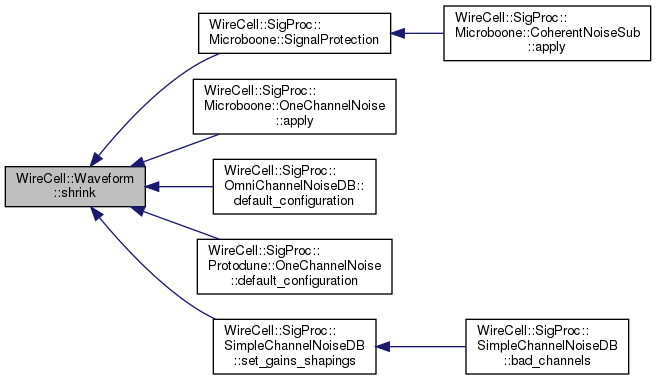 WireCell::SigProc::
Microboone::SignalProtection
WireCell::SigProc::
Microboone::CoherentNoiseSub
::apply
WireCell::SigProc::
Microboone::OneChannelNoise
::apply
WireCell::Waveform
::shrink
WireCell::SigProc::
OmniChannelNoiseDB::
default_configuration
WireCell::SigProc::
Protodune::OneChannelNoise
::default_configuration
WireCell::SigProc::
SimpleChannelNoiseDB
::set_gains_shapings
WireCell::SigProc::
SimpleChannelNoiseDB
::bad_channels